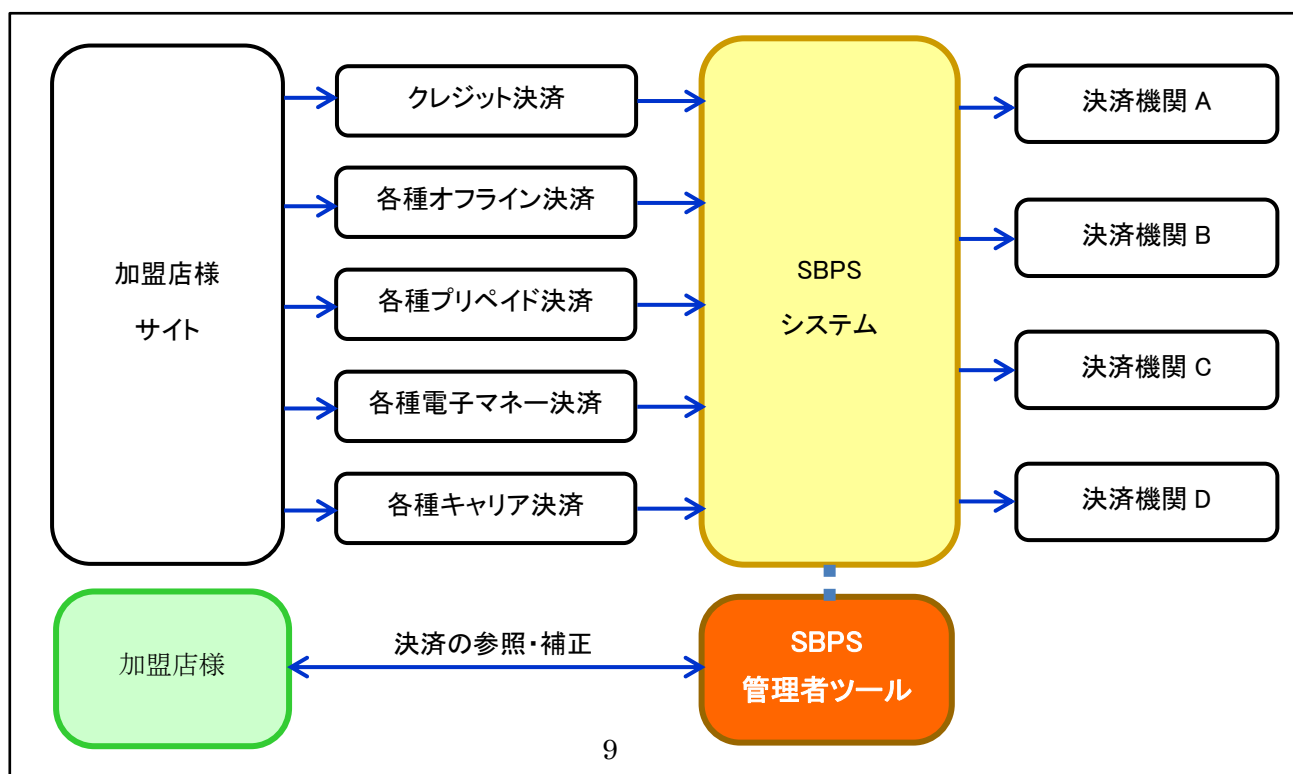 加盟店様
サイト
クレジット決済
各種オフライン決済
各種プリペイド決済
各種電子マネー決済
各種キャリア決済
SBPS
システム
決済機関 A
決済機関 B
決済機関 C
決済機関 D
加盟店様
決済の参照・補正
SBPS
管理者ツール
9